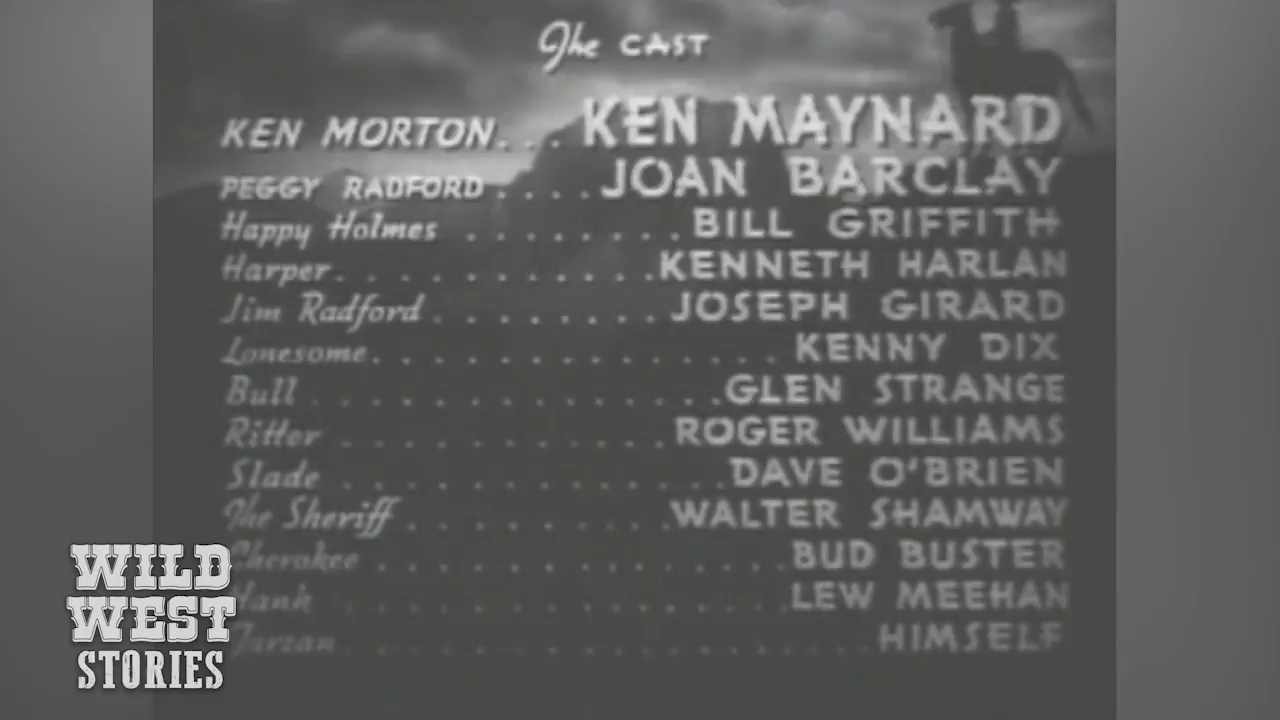 The CAST
KEN MORTON... KEN MAYNARD
PEGGY RADFORD.... JOAN BARCLAY
Happy Holmes ........ BILL GRIFFITH
Harper.......... KENNETH HARLAN
Jim Radford ........ JOSEPH GIRARD
Lonesome............. KENNY DIX
Bull ............. GLEN STRANGE
Ritter .......... ROGER WILLIAMS
Slade ............ DAVE O'BRIEN
The Sheriff ......... WALTER SHAMWAY
Cherokee ............. BUD BUSTER
Hank .............. LEW MEEHAN
Tarzan ................. HIMSELF
WILD
WEST
STORIES